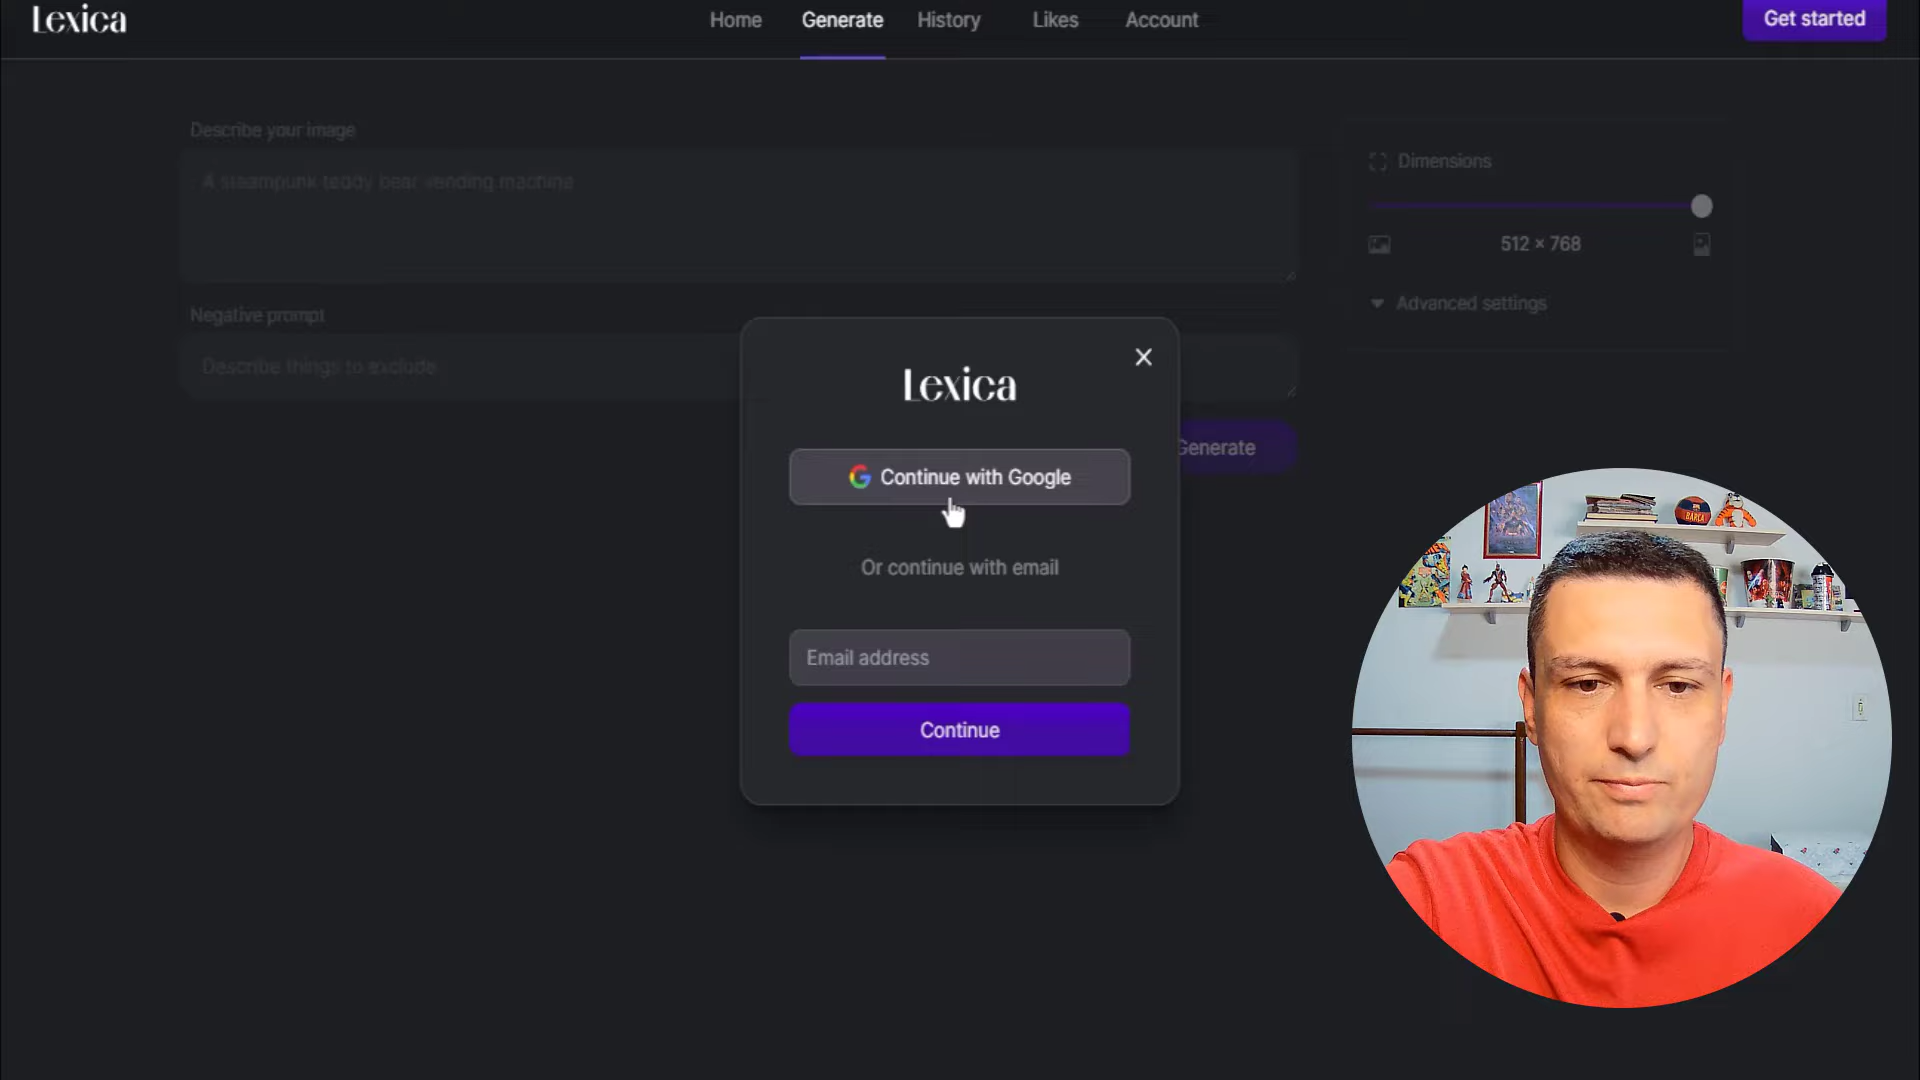 Lexica
Home Generate History Likes Account
Get started
Describe your image
A steampunk teddy bear vending machine
Dimensions
512 × 768
Advanced settings
Negative prompt
Describe things to exclude
Generate
Lexica
Continue with Google
Or continue with email
Email address
Continue
BARÇA